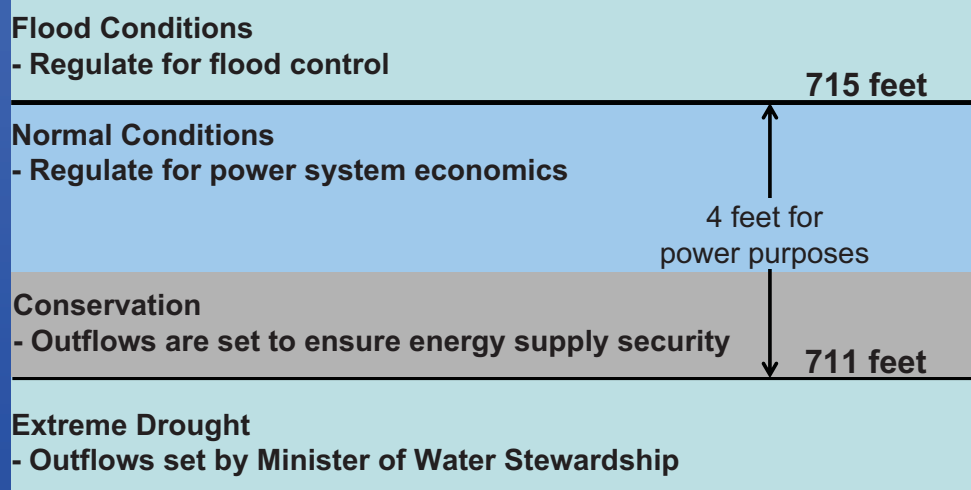 Flood Conditions
- Regulate for flood control
715 feet
Normal Conditions
- Regulate for power system economics
4 feet for
power purposes
Conservation
- Outflows are set to ensure energy supply security
711 feet
Extreme Drought
- Outflows set by Minister of Water Stewardship